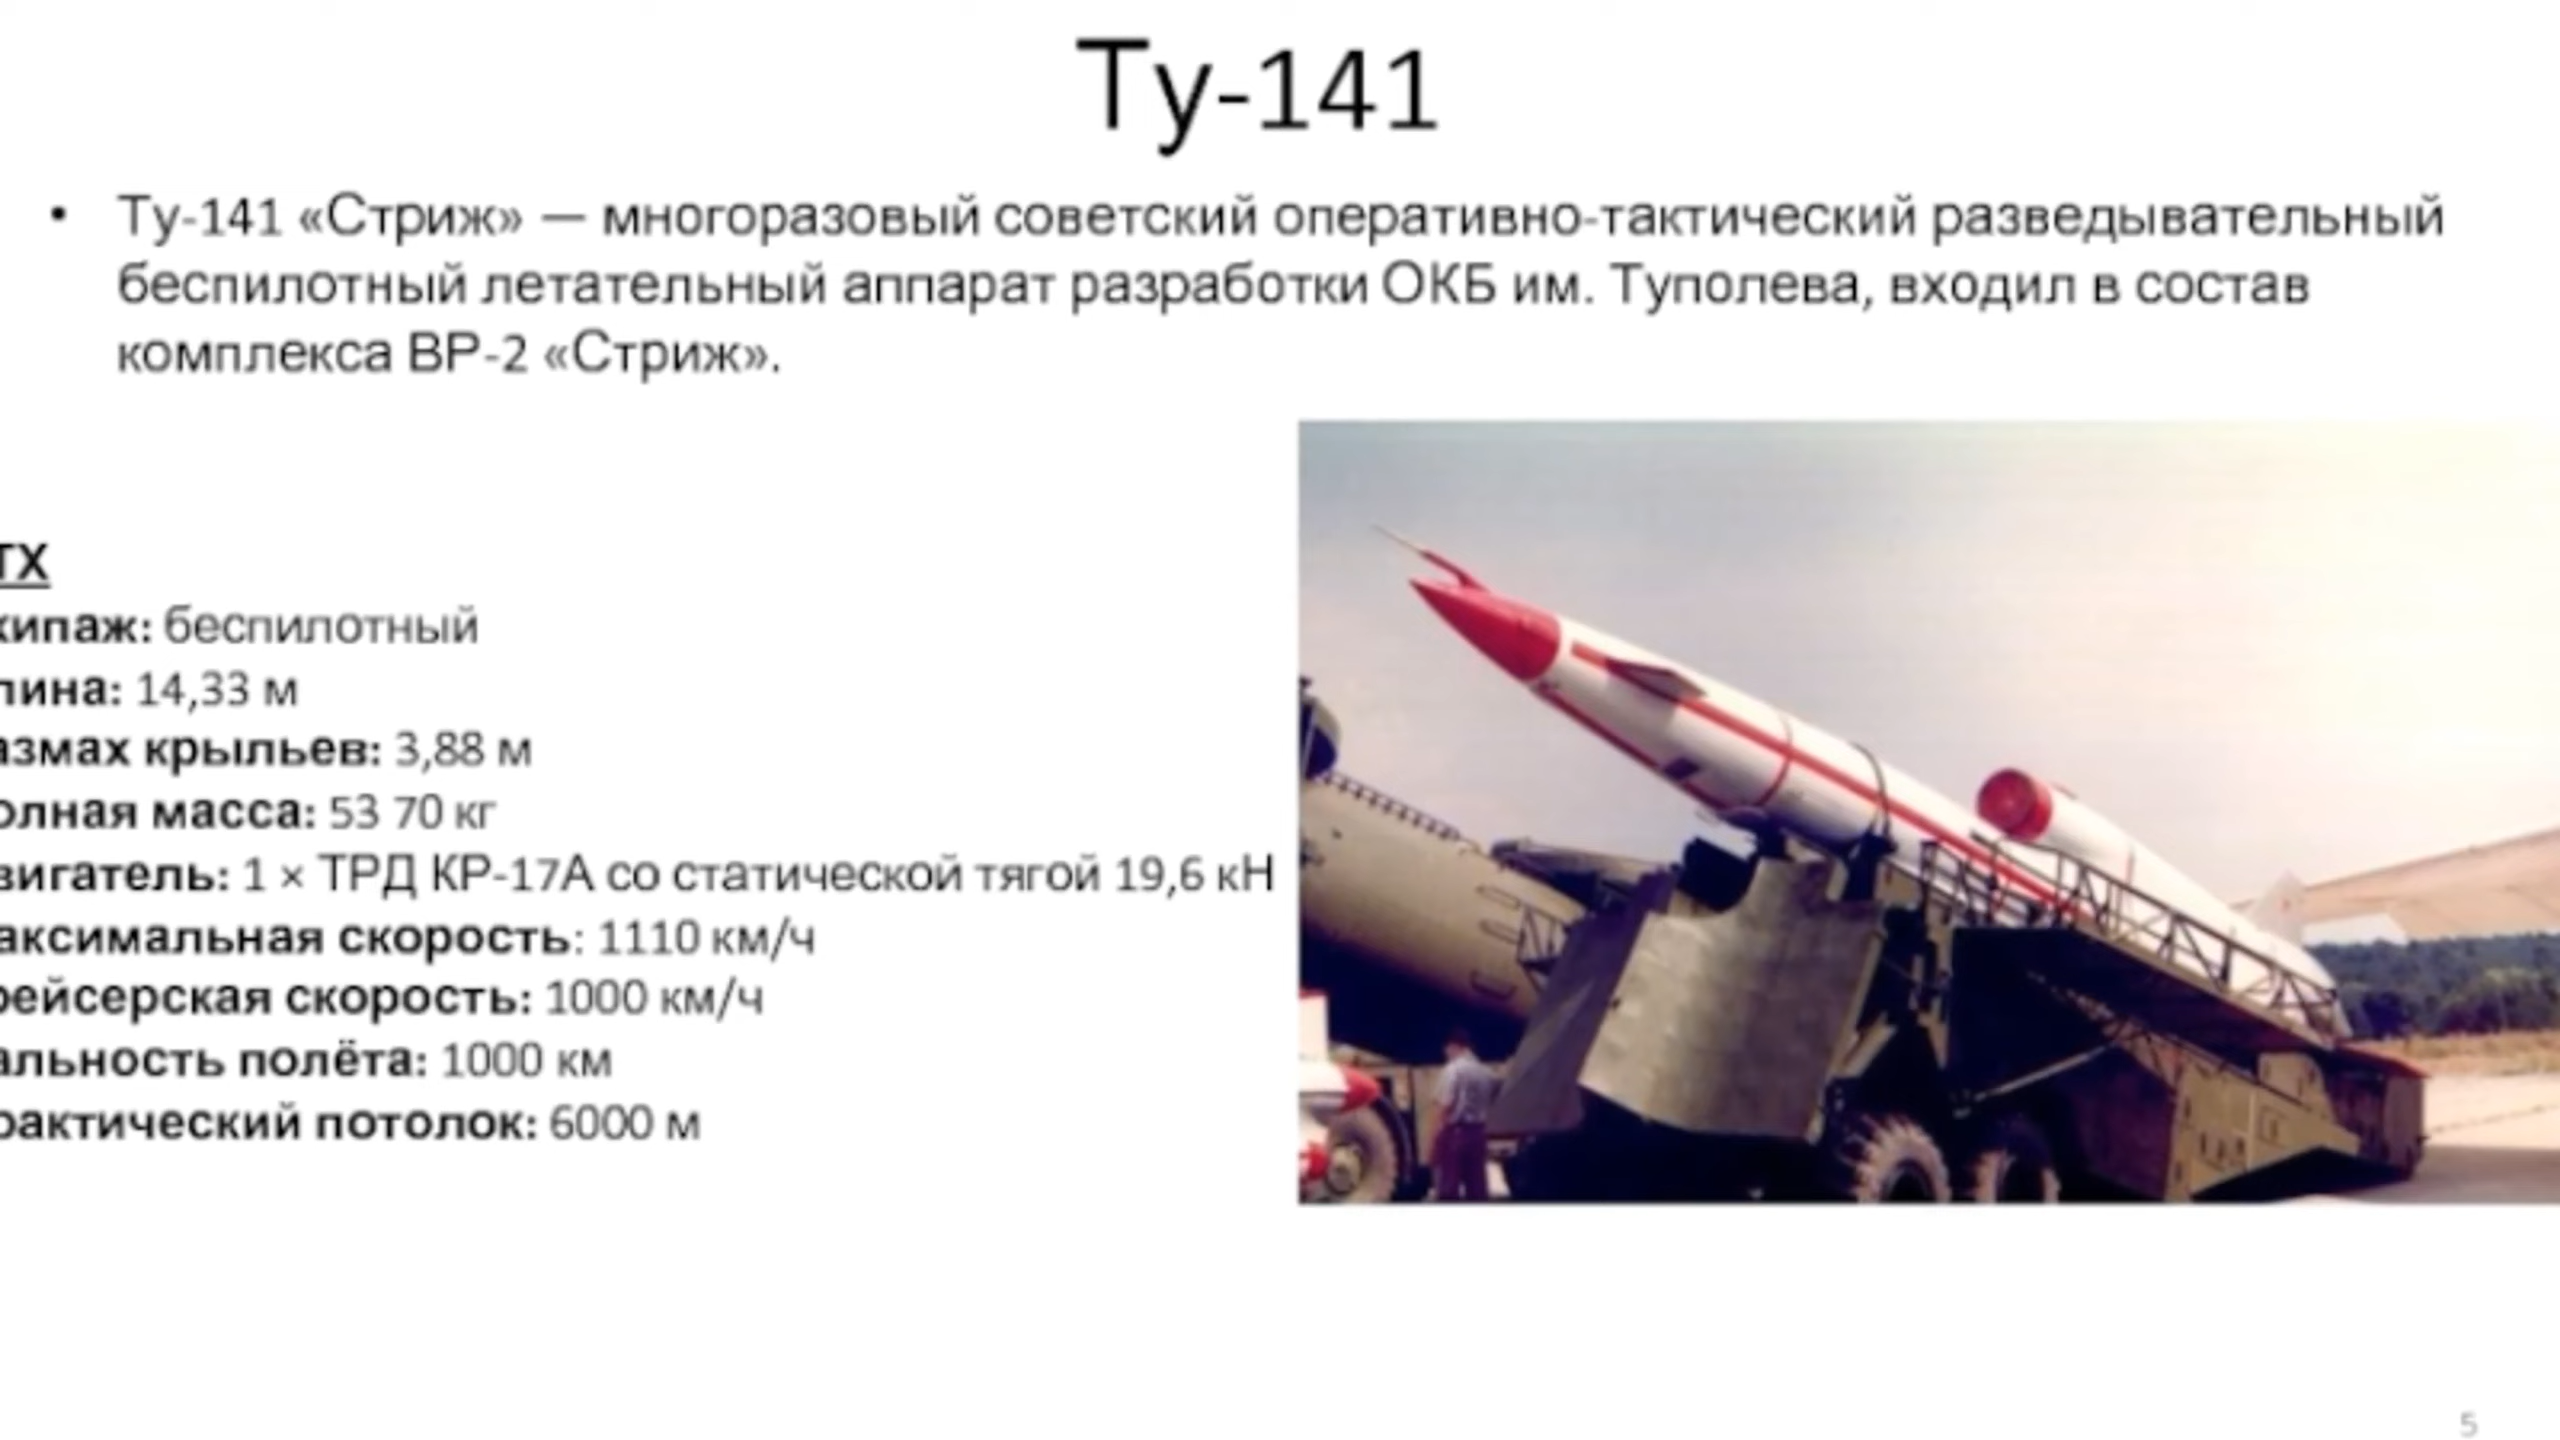 Ту-141
• Ту-141 «Стриж» — многоразовый советский оперативно-тактический разведывательный
беспилотный летательный аппарат разработки ОКБ им. Туполева, входил в состав
комплекса ВР-2 «Стриж».
ТХ
кипаж: беспилотный
лина: 14,33 м
азмах крыльев: 3,88 м
олная масса: 53 70 кг
вигатель: 1 × ТРД КР-17А со статической тягой 19,6 кН
аксимальная скорость: 1110 км/ч
рейсерская скорость: 1000 км/ч
альность полёта: 1000 км
рактический потолок: 6000 м
5